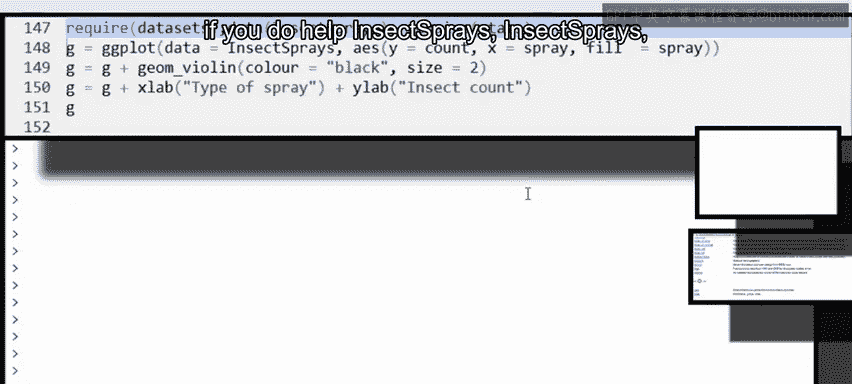 if you do help InsectSprays, InsectSprays,
147 require(datasets
148 g = ggplot(data = InsectSprays, aes(y = count, x = spray, fill = spray))
149 g = g + geom_violin(colour = "black", size = 2)
150 g = g + xlab("Type of spray") + ylab("Insect count")
151 g
152
>
>
>
>
>
>
>
>
>
>
>
>
>